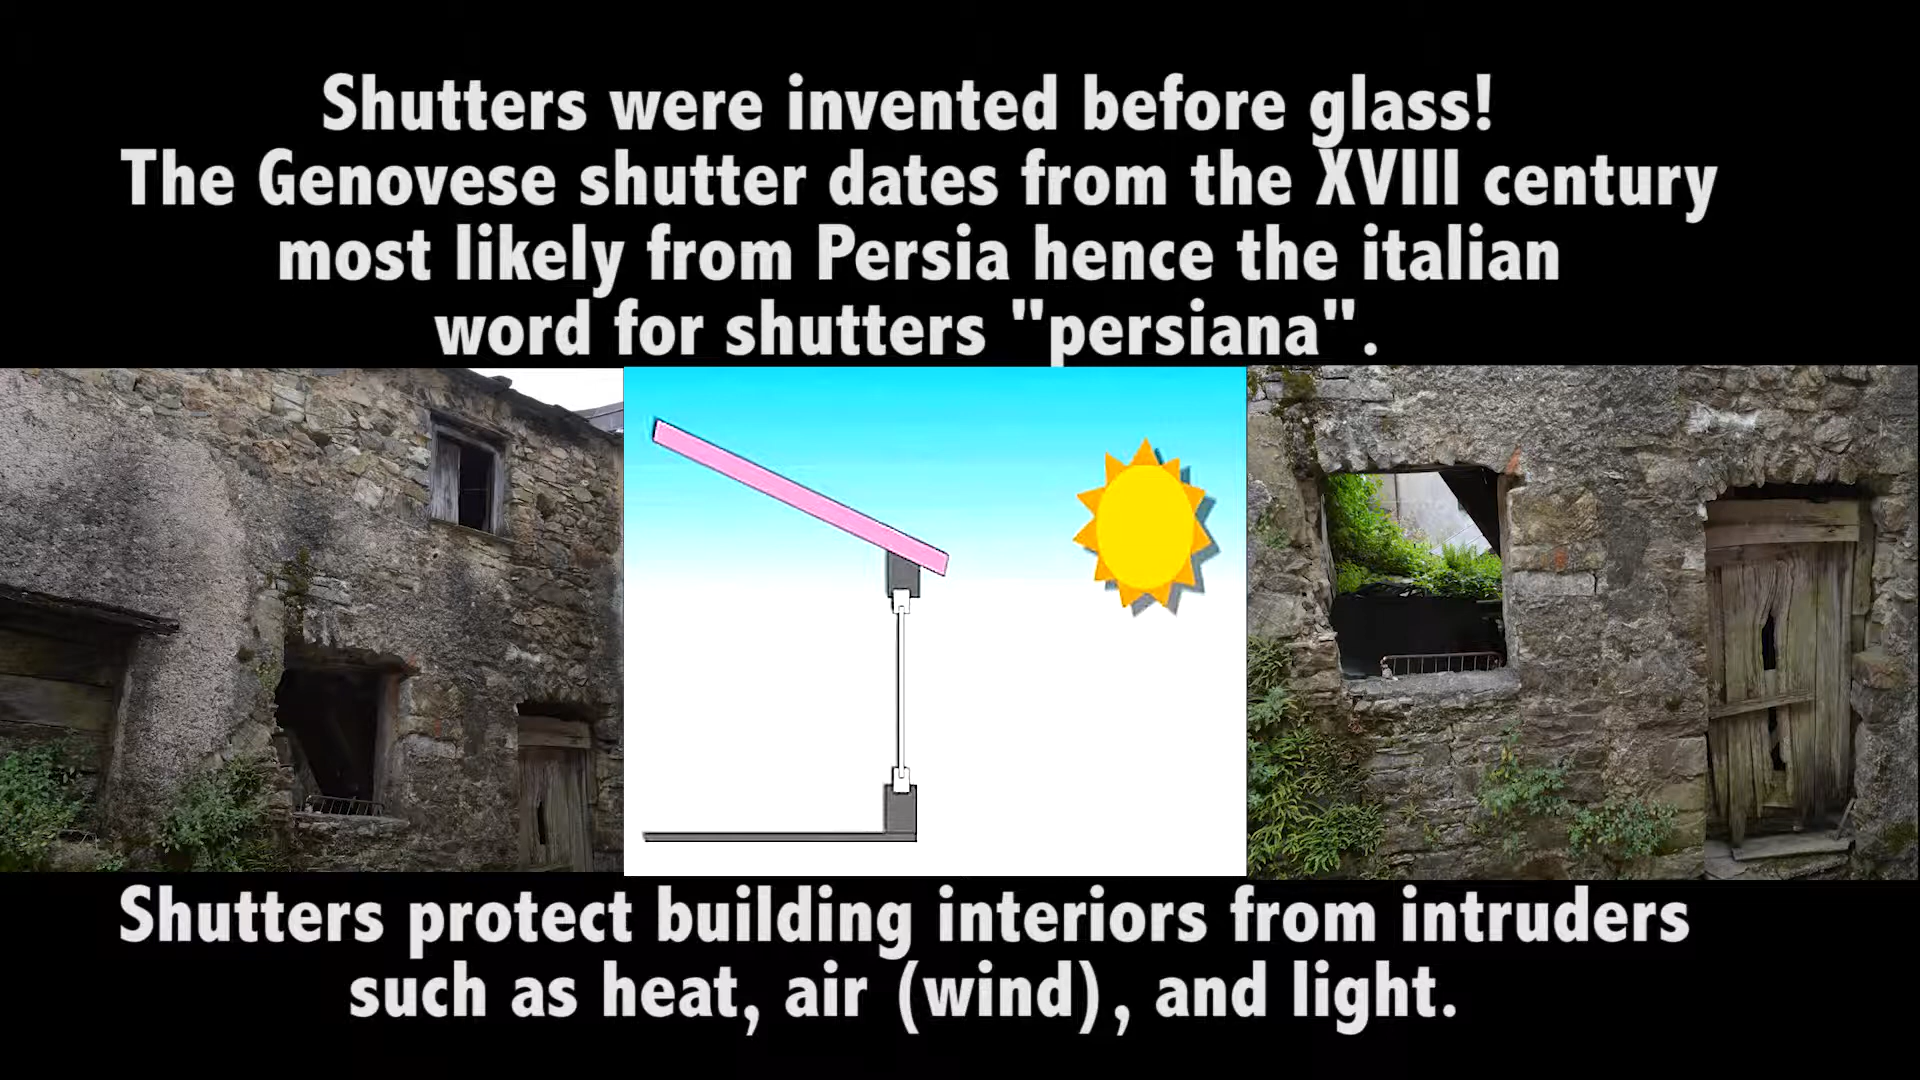 Shutters were invented before glass!
The Genovese shutter dates from the XVIII century
most likely from Persia hence the italian
word for shutters "persiana".
Shutters protect building interiors from intruders
such as heat, air (wind), and light.